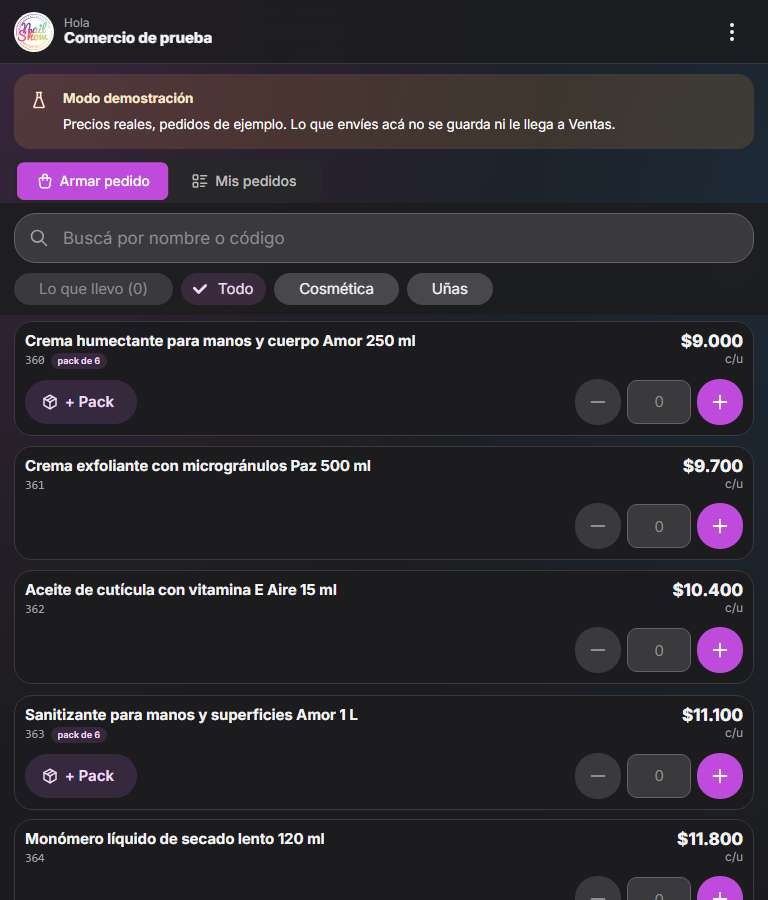 Nail Show
Hola
Comercio de prueba
Modo demostración
Precios reales, pedidos de ejemplo. Lo que envíes acá no se guarda ni le llega a Ventas.
Armar pedido
Mis pedidos
Buscá por nombre o código
Lo que llevo (0)
Todo
Cosmética
Uñas
Crema humectante para manos y cuerpo Amor 250 ml
$9.000
360 pack de 6
c/u
+ Pack
0
Crema exfoliante con microgránulos Paz 500 ml
$9.700
361
c/u
0
Aceite de cutícula con vitamina E Aire 15 ml
$10.400
362
c/u
0
Sanitizante para manos y superficies Amor 1 L
$11.100
363 pack de 6
c/u
+ Pack
0
Monómero líquido de secado lento 120 ml
$11.800
364
c/u
0